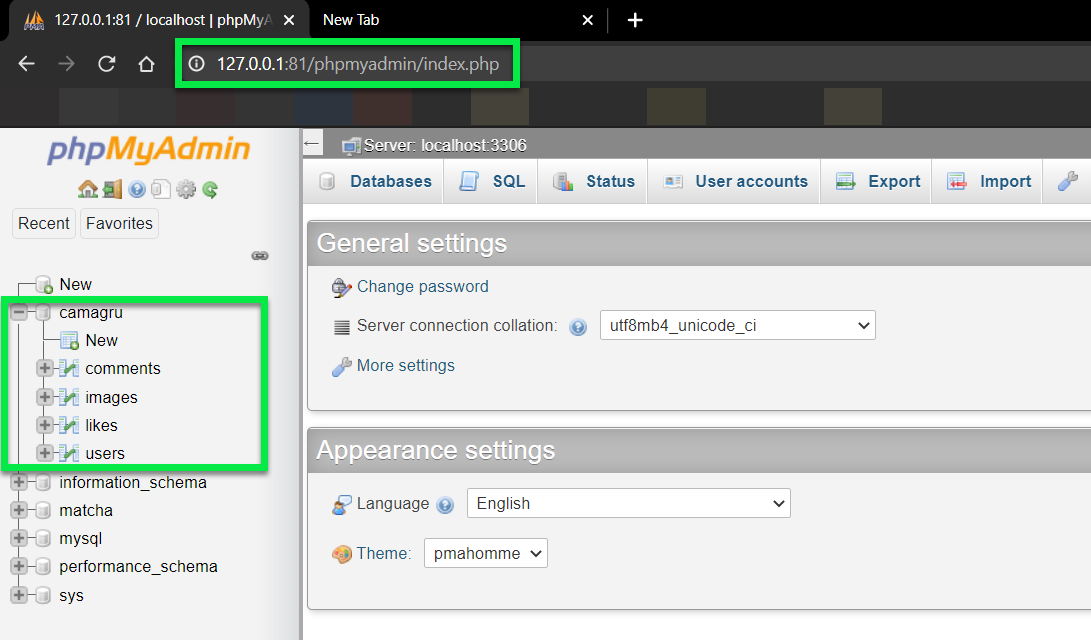 127.0.0.1:81 / localhost | phpMyA
New Tab
127.0.0.1:81/phpmyadmin/index.php
phpMyAdmin
Recent Favorites
New
camagru
New
comments
images
likes
users
information_schema
matcha
mysql
performance_schema
sys
Server: localhost:3306
Databases SQL Status User accounts Export Import
General settings
Change password
Server connection collation: utf8mb4_unicode_ci
More settings
Appearance settings
Language English
Theme: pmahomme